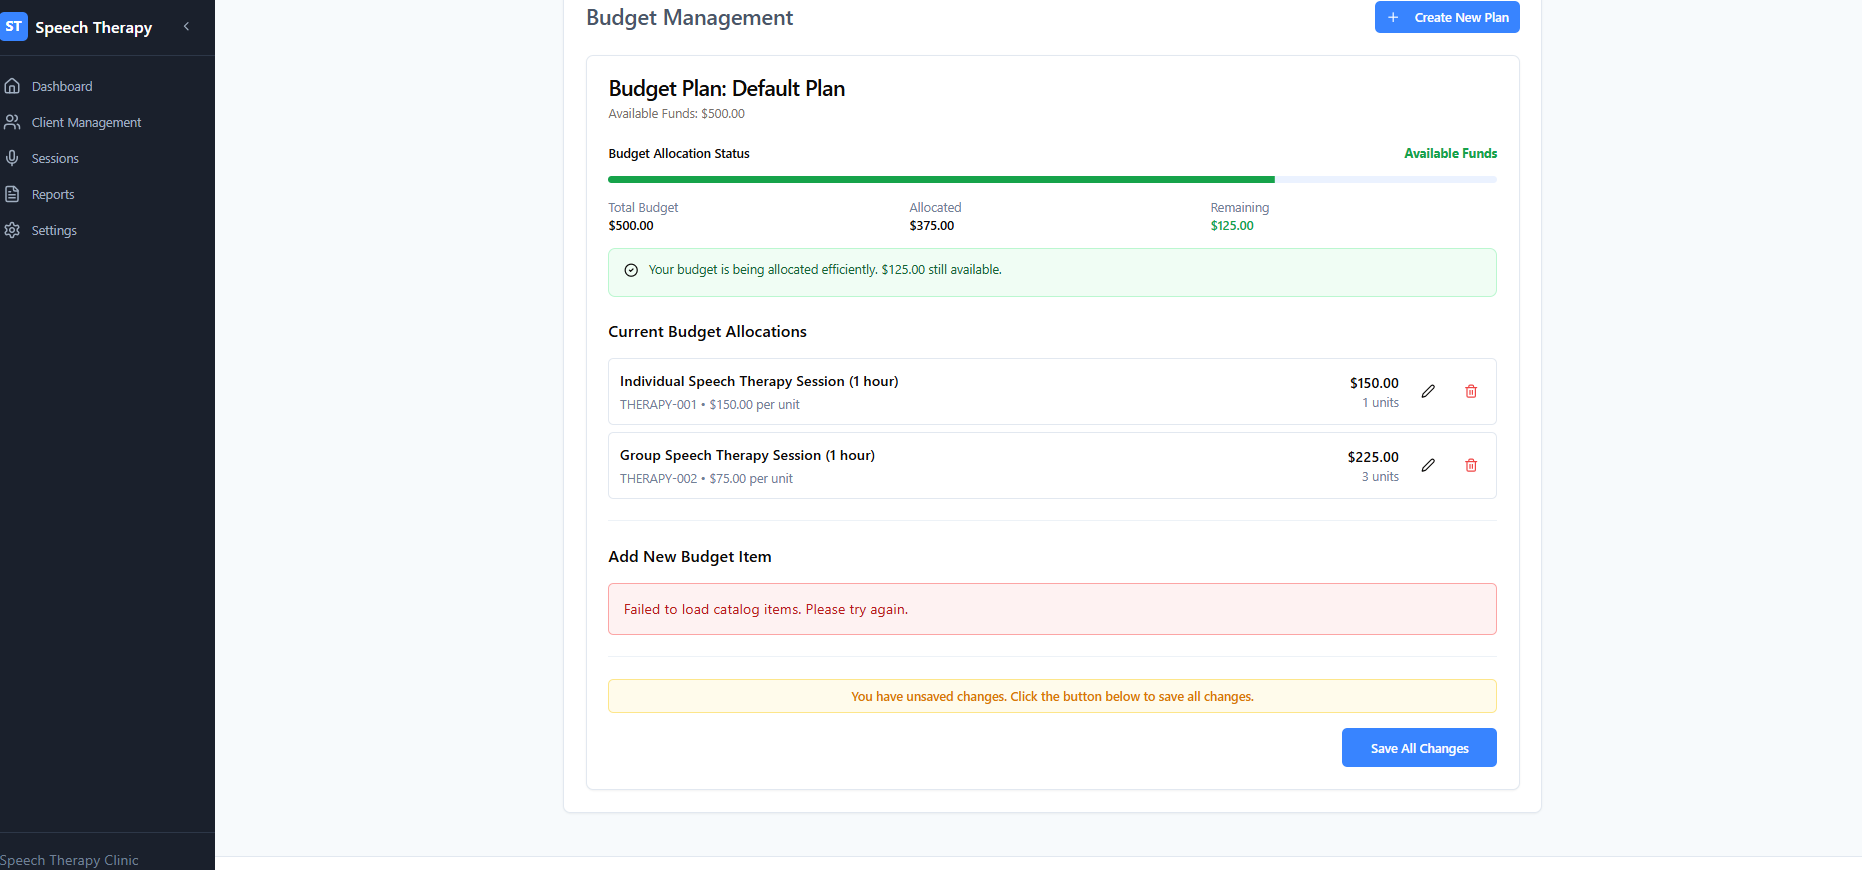 ST Speech Therapy
Dashboard
Client Management
Sessions
Reports
Settings
Speech Therapy Clinic
Budget Management
Create New Plan
Budget Plan: Default Plan
Available Funds: $500.00
Budget Allocation Status
Available Funds
Total Budget
$500.00
Allocated
$375.00
Remaining
$125.00
Your budget is being allocated efficiently. $125.00 still available.
Current Budget Allocations
Individual Speech Therapy Session (1 hour)
THERAPY-001 • $150.00 per unit
$150.00
1 units
Group Speech Therapy Session (1 hour)
THERAPY-002 • $75.00 per unit
$225.00
3 units
Add New Budget Item
Failed to load catalog items. Please try again.
You have unsaved changes. Click the button below to save all changes.
Save All Changes